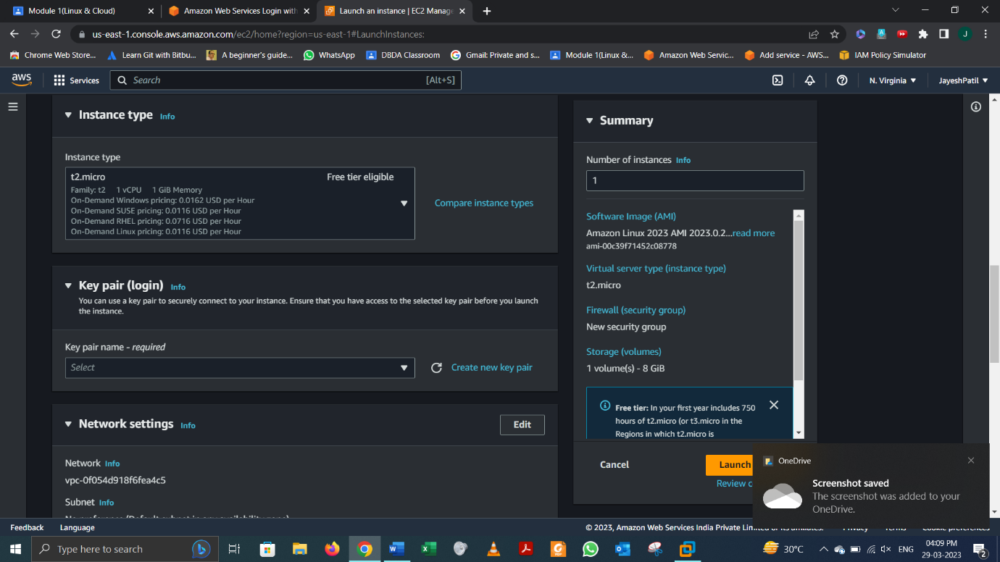 Module 1(Linux & Cloud)
Amazon Web Services Login with
Launch an instance | EC2 Manage
us-east-1.console.aws.amazon.com/ec2/home?region=us-east-1#LaunchInstances:
J
Chrome Web Store...
Learn Git with Bitbu...
A beginner's guide...
WhatsApp
DBDA Classroom
Gmail: Private and s...
Module 1(Linux &...
Amazon Web Servic...
Add service - AWS...
IAM Policy Simulator
aws
Services
Search
[Alt+S]
N. Virginia
JayeshPatil
Instance type Info
Instance type
t2.micro
Free tier eligible
Family: t2 1 vCPU 1 GiB Memory
On-Demand Windows pricing: 0.0162 USD per Hour
On-Demand SUSE pricing: 0.0116 USD per Hour
On-Demand RHEL pricing: 0.0716 USD per Hour
On-Demand Linux pricing: 0.0116 USD per Hour
Compare instance types
Key pair (login) Info
You can use a key pair to securely connect to your instance. Ensure that you have access to the selected key pair before you launch
the instance.
Key pair name - required
Select
Create new key pair
Network settings Info
Edit
Network Info
vpc-0f054d918f6fea4c5
Subnet Info
No preference (Default subnet in any availability zone)
Summary
Number of instances Info
1
Software Image (AMI)
Amazon Linux 2023 AMI 2023.0.2...read more
ami-00c39f71452c08778
Virtual server type (instance type)
t2.micro
Firewall (security group)
New security group
Storage (volumes)
1 volume(s) - 8 GiB
Free tier: In your first year includes 750
hours of t2.micro (or t3.micro in the
Regions in which t2.micro is
Cancel
Launch
Review c
OneDrive
Screenshot saved
The screenshot was added to your
OneDrive.
Feedback
Language
© 2023, Amazon Web Services India Private Limited or its affiliates.
Privacy
Terms
Cookie preferences
Type here to search
30°C
ENG
04:09 PM
29-03-2023
2